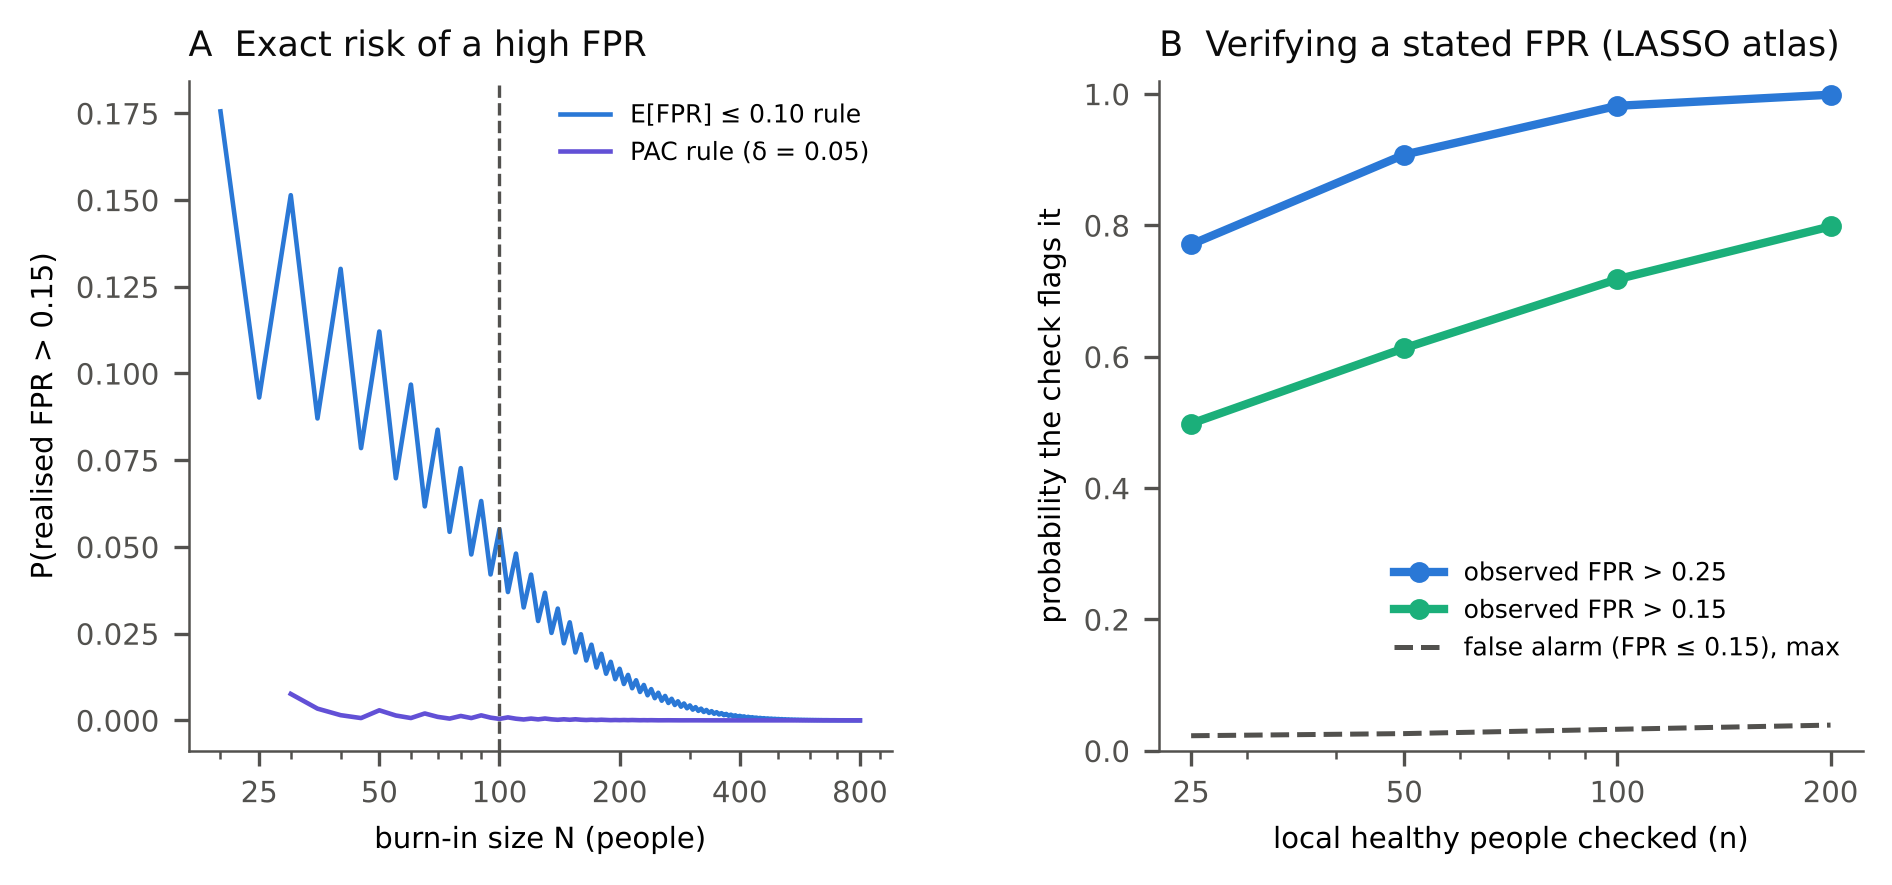 A Exact risk of a high FPR
P(realised FPR > 0.15)
0.175
0.150
0.125
0.100
0.075
0.050
0.025
0.000
E[FPR] ≤ 0.10 rule
PAC rule (δ = 0.05)
25 50 100 200 400 800
burn-in size N (people)
B Verifying a stated FPR (LASSO atlas)
probability the check flags it
1.0
0.8
0.6
0.4
0.2
0.0
observed FPR > 0.25
observed FPR > 0.15
false alarm (FPR ≤ 0.15), max
25 50 100 200
local healthy people checked (n)